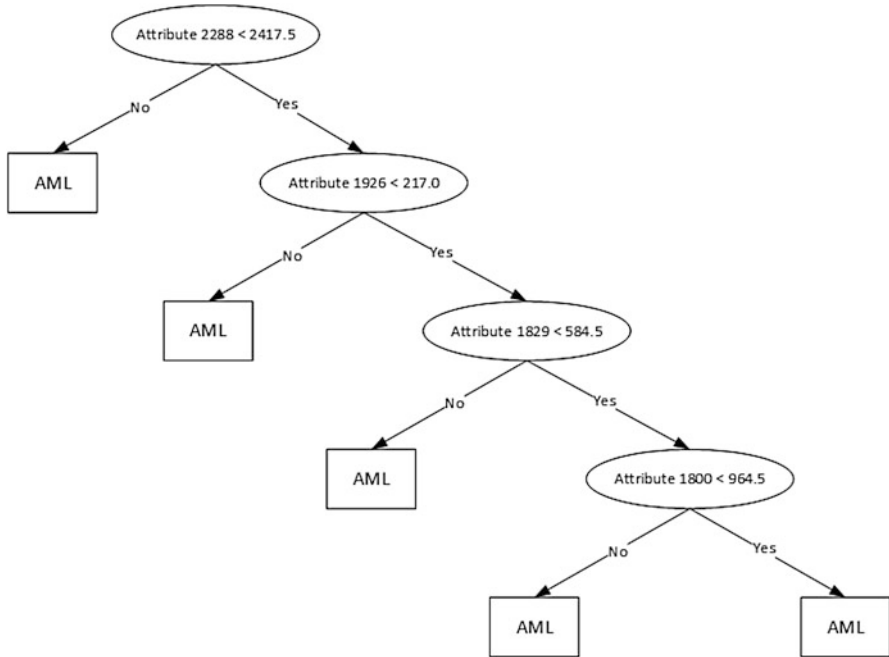 Attribute 2288 < 2417.5
No
Yes
AML
Attribute 1926 < 217.0
No
Yes
AML
Attribute 1829 < 584.5
No
Yes
AML
Attribute 1800 < 964.5
No
Yes
AML
AML